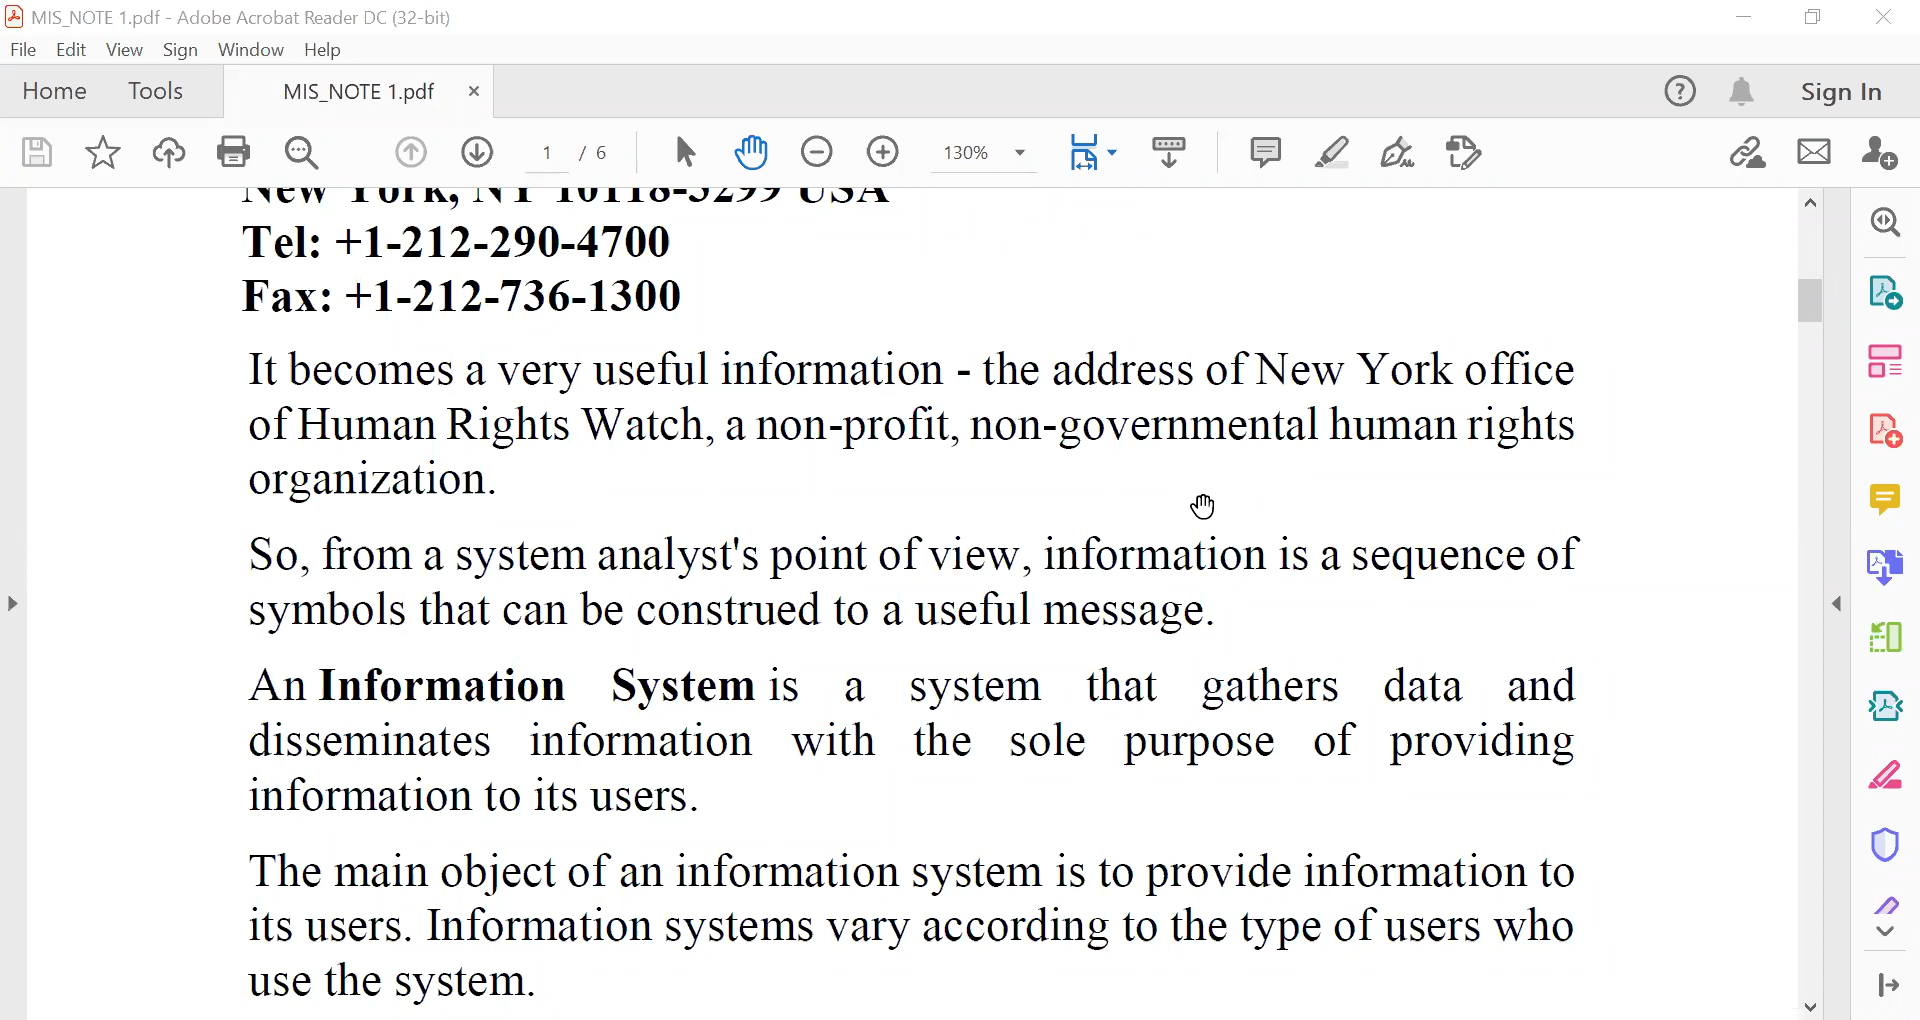 MIS_NOTE 1.pdf - Adobe Acrobat Reader DC (32-bit)
File Edit View Sign Window Help
Home Tools MIS_NOTE 1.pdf × Sign In
1 / 6 130%
New York, NY 10118-3299 USA
Tel: +1-212-290-4700
Fax: +1-212-736-1300
It becomes a very useful information - the address of New York office
of Human Rights Watch, a non-profit, non-governmental human rights
organization.
So, from a system analyst's point of view, information is a sequence of
symbols that can be construed to a useful message.
An Information System is a system that gathers data and
disseminates information with the sole purpose of providing
information to its users.
The main object of an information system is to provide information to
its users. Information systems vary according to the type of users who
use the system.